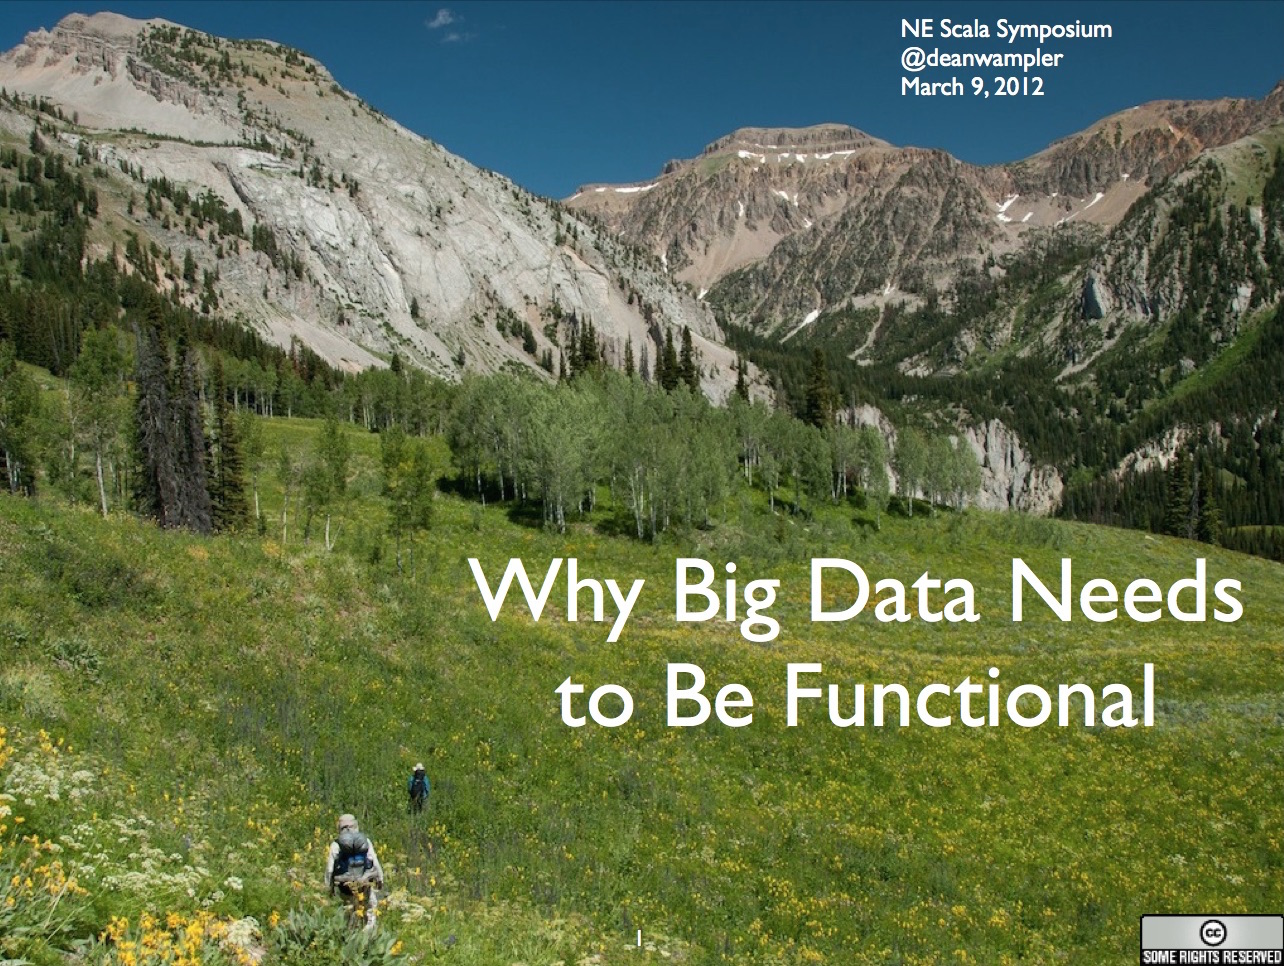 NE Scala Symposium
@deanwampler
March 9, 2012
Why Big Data Needs
to Be Functional
1
cc
SOME RIGHTS RESERVED